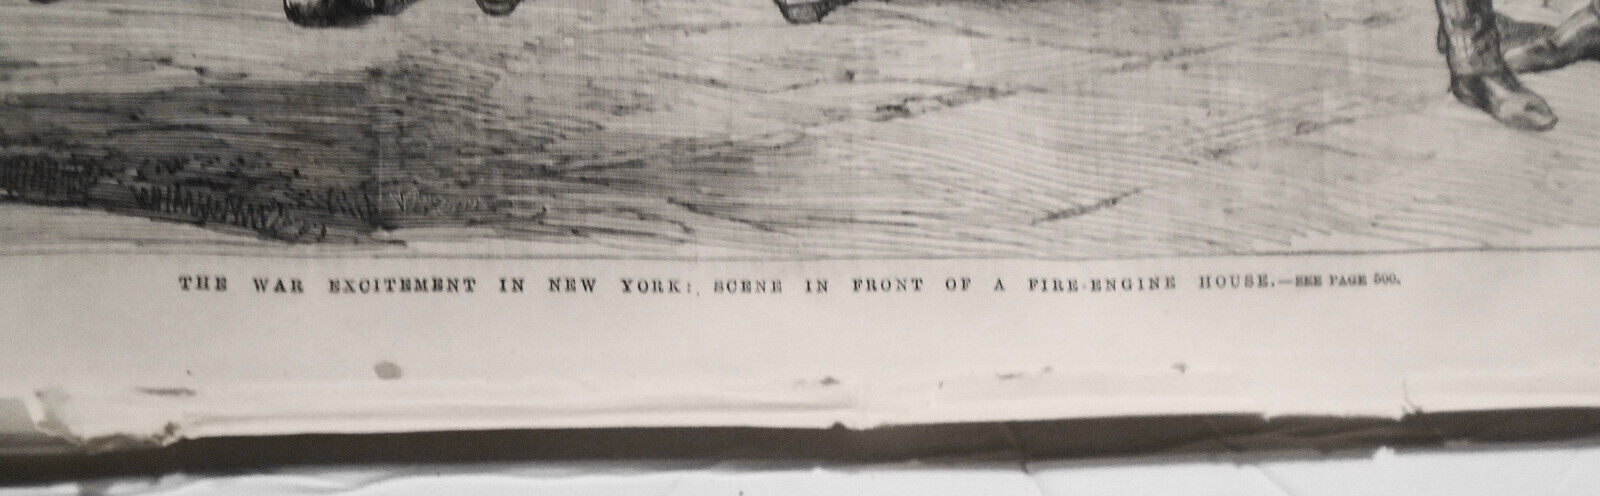 THE WAR EXCITEMENT IN NEW YORK: SCENE IN FRONT OF A FIRE-ENGINE HOUSE.—SEE PAGE 500.